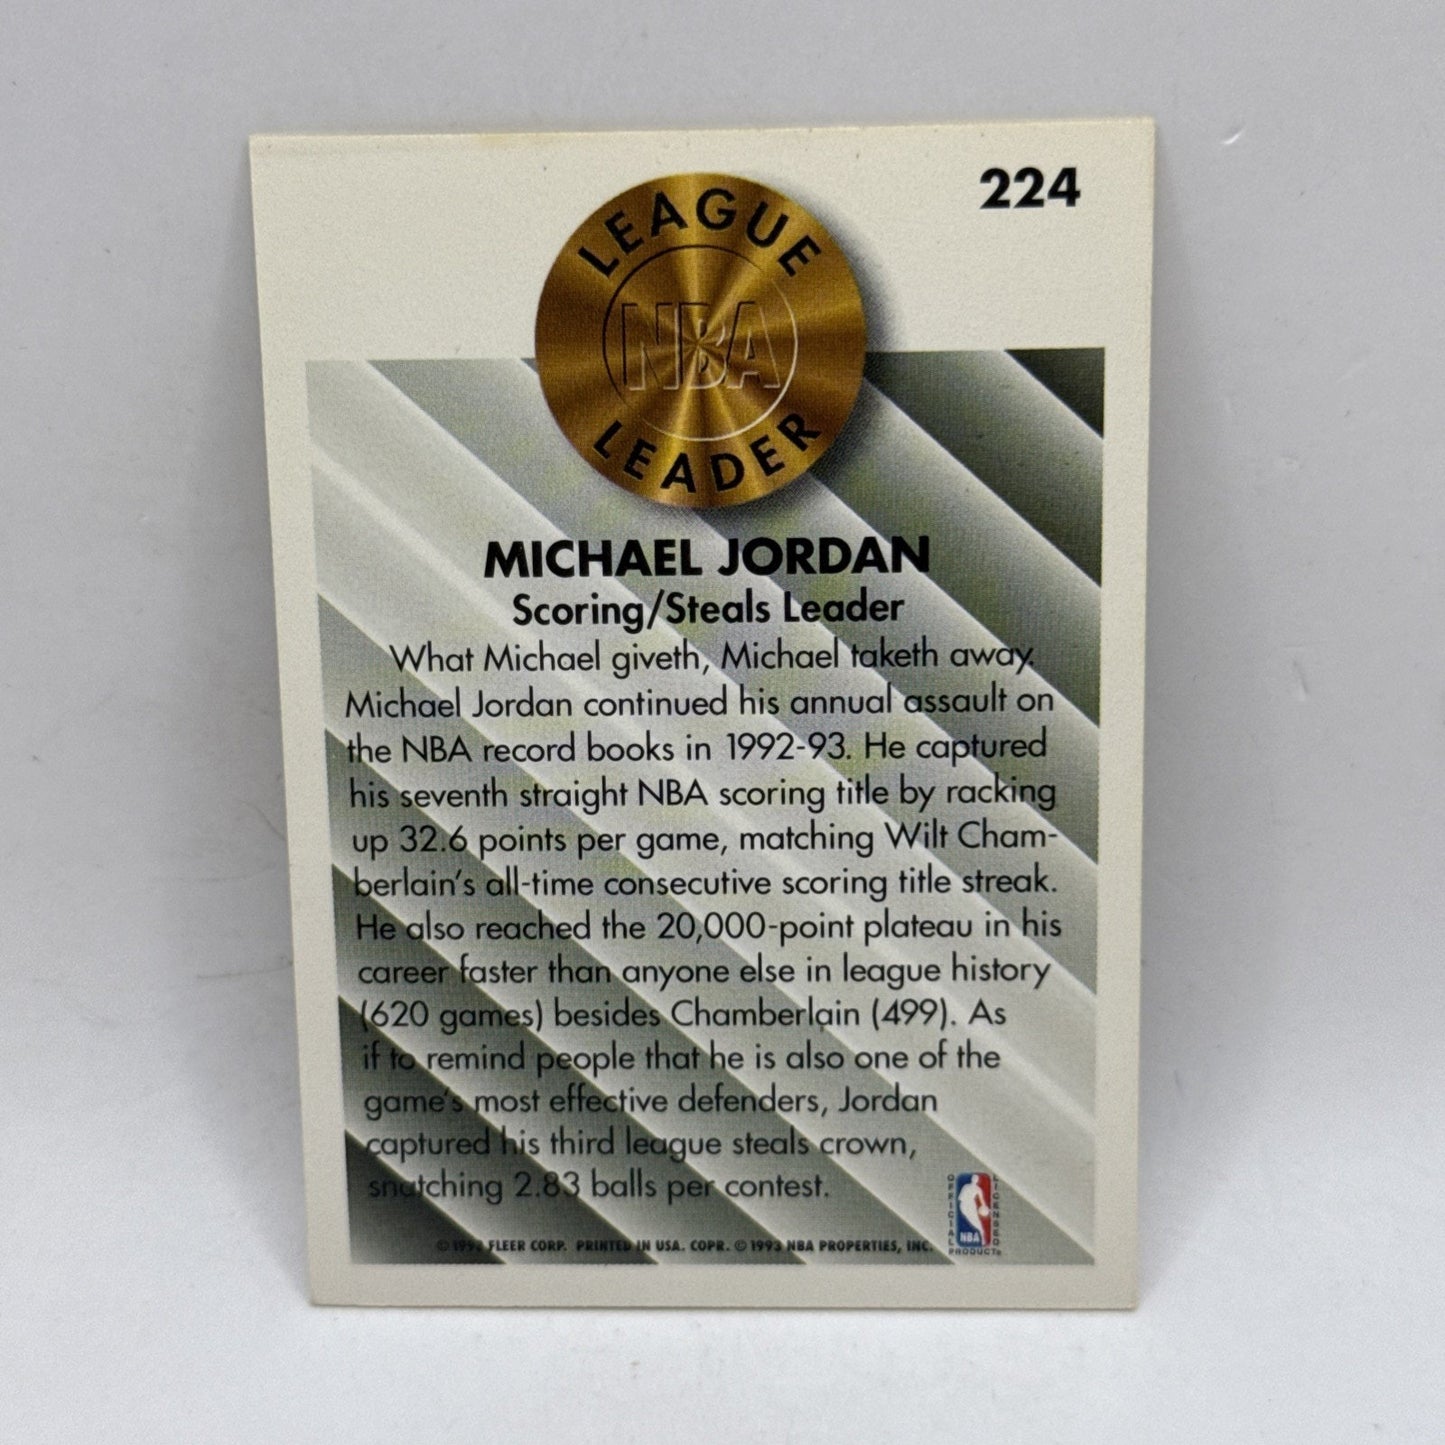 224
LEAGUE
NBA
LEADER
MICHAEL JORDAN
Scoring/Steals Leader
What Michael giveth, Michael taketh away.
Michael Jordan continued his annual assault on
the NBA record books in 1992-93. He captured
his seventh straight NBA scoring title by racking
up 32.6 points per game, matching Wilt Cham-
berlain's all-time consecutive scoring title streak.
He also reached the 20,000-point plateau in his
career faster than anyone else in league history
(620 games) besides Chamberlain (499). As
if to remind people that he is also one of the
game's most effective defenders, Jordan
captured his third league steals crown,
snatching 2.83 balls per contest.
© FLEER CORP. PRINTED IN USA. COPR. © 1993 NBA PROPERTIES, INC.
OFFICIAL
LICENSED
NBA
PRODUCT